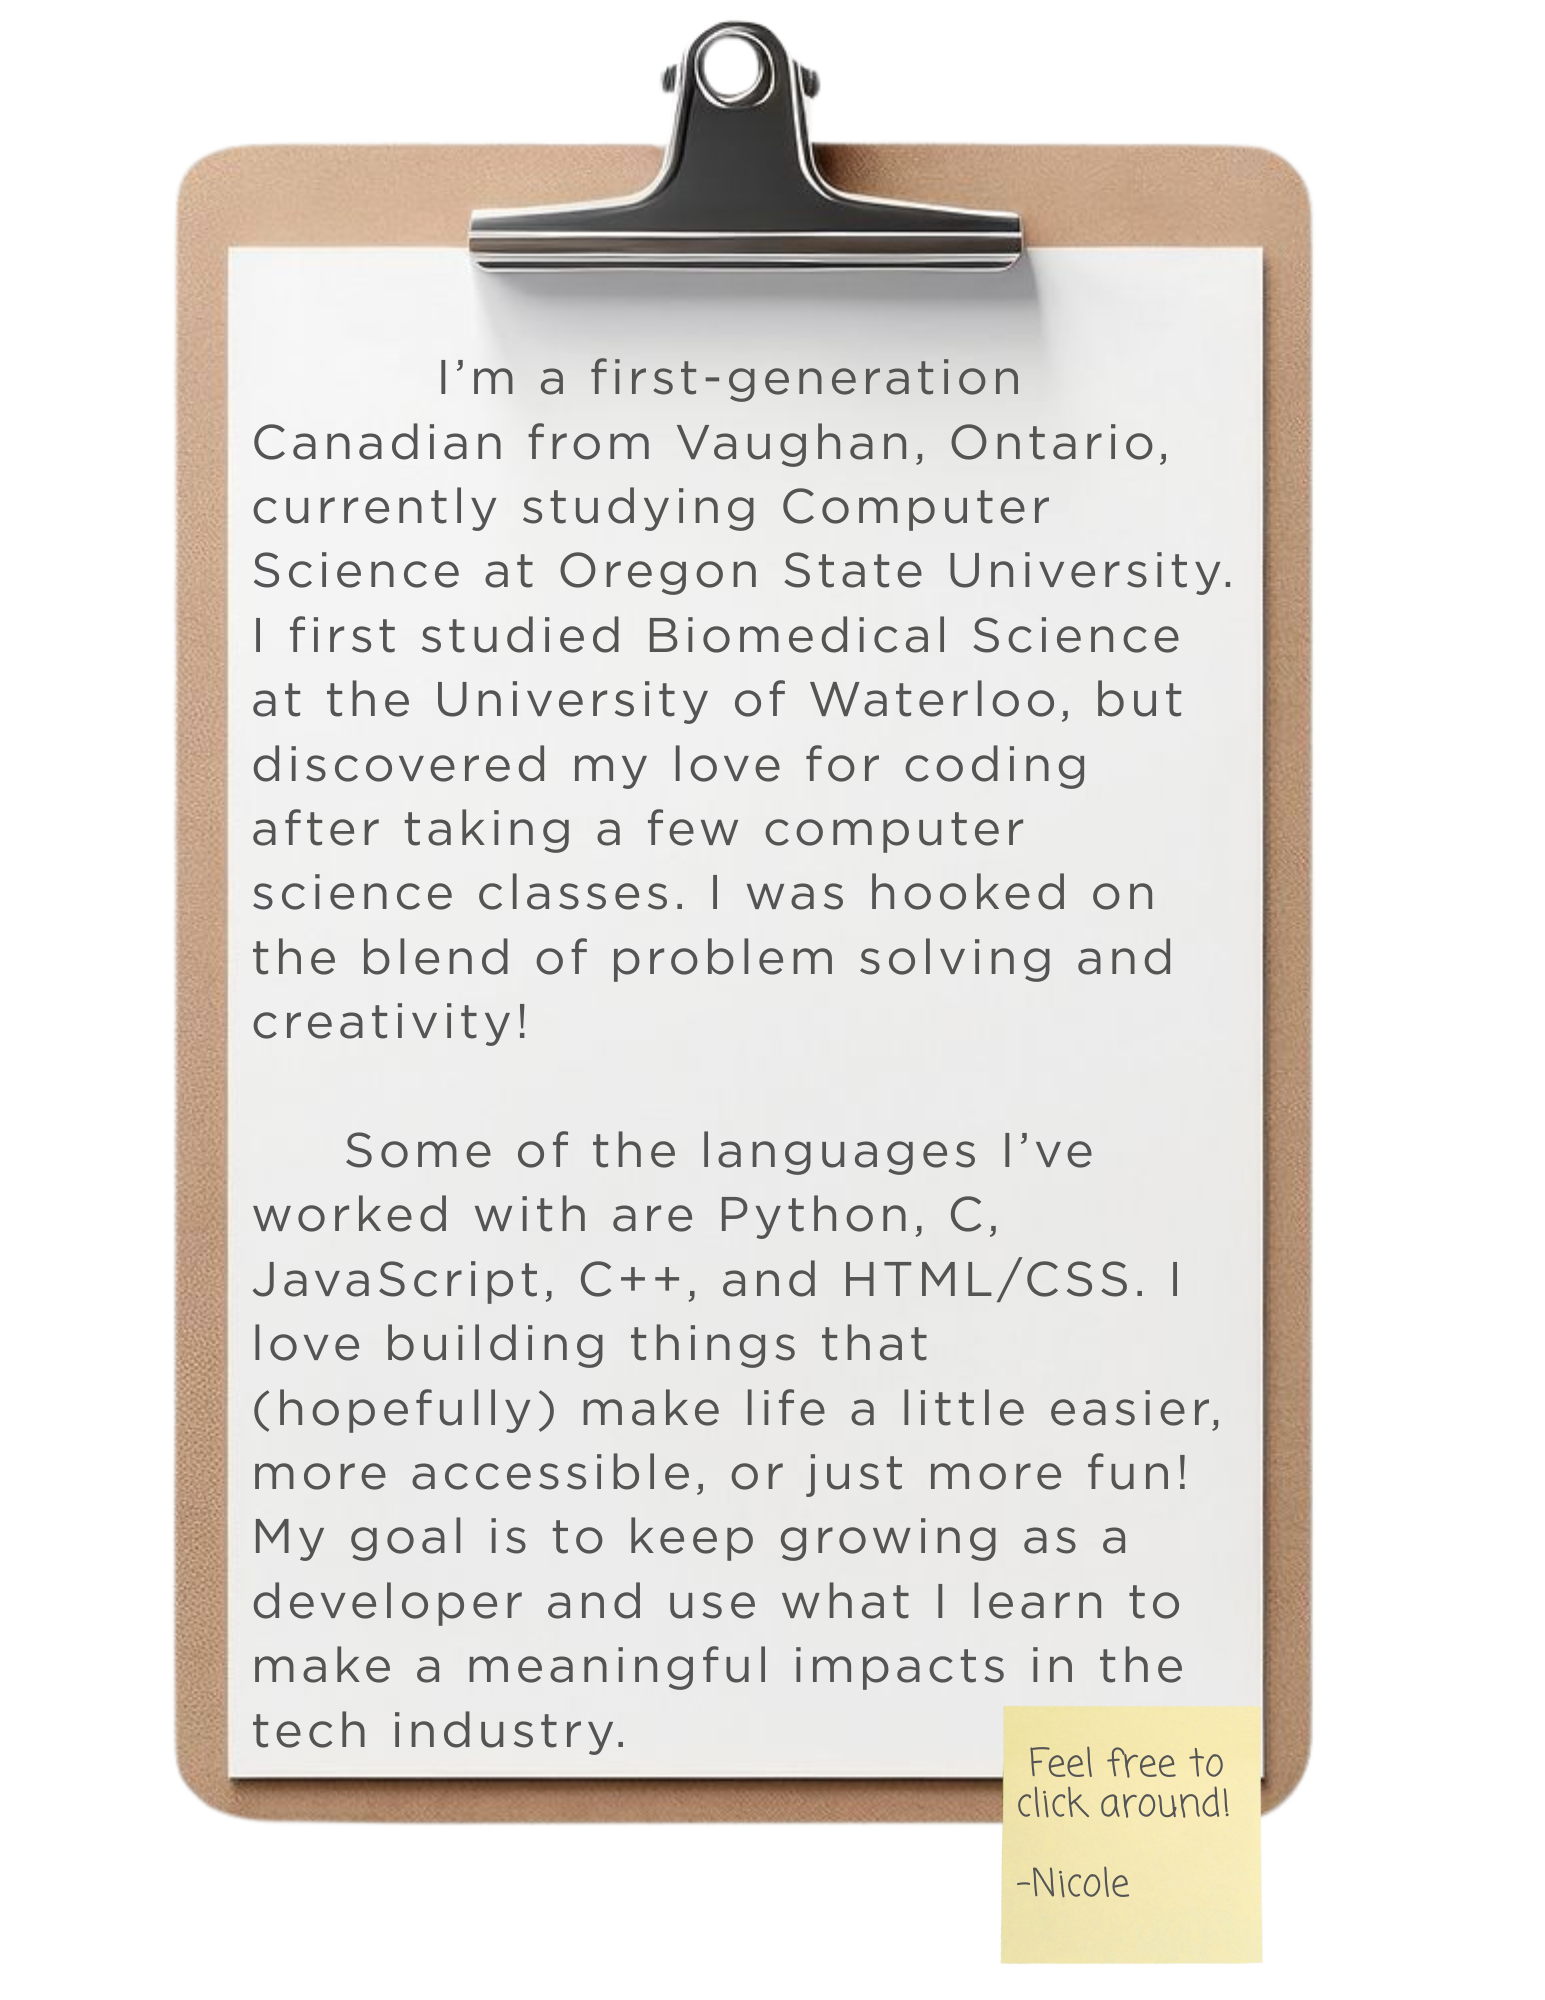 I’m a first-generation
Canadian from Vaughan, Ontario,
currently studying Computer
Science at Oregon State University.
I first studied Biomedical Science
at the University of Waterloo, but
discovered my love for coding
after taking a few computer
science classes. I was hooked on
the blend of problem solving and
creativity!
Some of the languages I’ve
worked with are Python, C,
JavaScript, C++, and HTML/CSS. I
love building things that
(hopefully) make life a little easier,
more accessible, or just more fun!
My goal is to keep growing as a
developer and use what I learn to
make a meaningful impacts in the
tech industry.
Feel free to
click around!
-Nicole